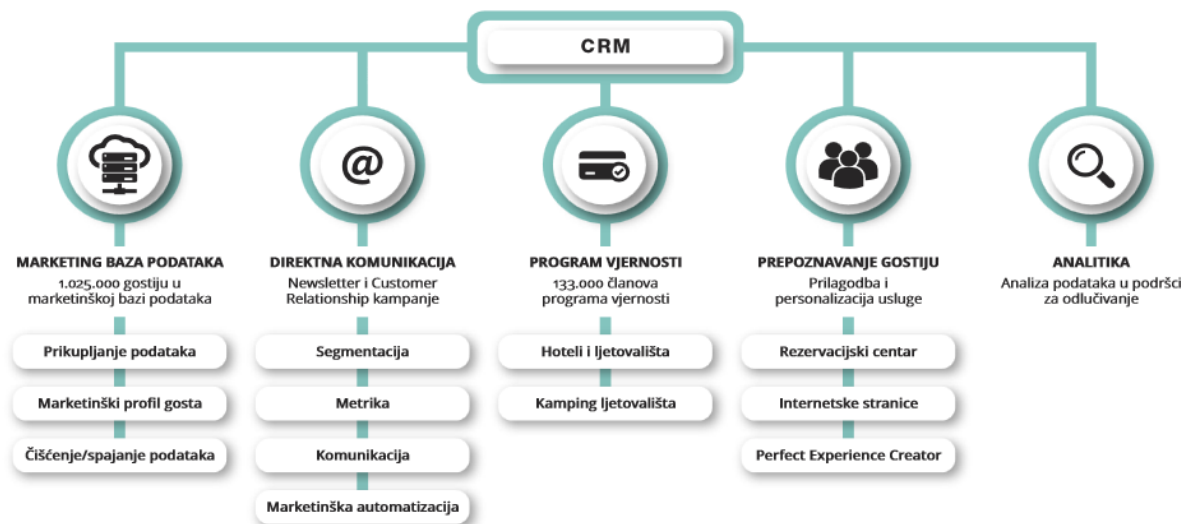 CRM
@
MARKETING BAZA PODATAKA
1.025.000 gostiju u
marketinškoj bazi podataka
Prikupljanje podataka
Marketinški profil gosta
Čišćenje/spajanje podataka
DIREKTNA KOMUNIKACIJA
Newsletter i Customer
Relationship kampanje
Segmentacija
Metrika
Komunikacija
Marketinška automatizacija
PROGRAM VJERNOSTI
133.000 članova
programa vjernosti
Hoteli i ljetovališta
Kamping ljetovališta
PREPOZNAVANJE GOSTIJU
Prilagodba i
personalizacija usluge
Rezervacijski centar
Internetske stranice
Perfect Experience Creator
ANALITIKA
Analiza podataka u podršci
za odlučivanje